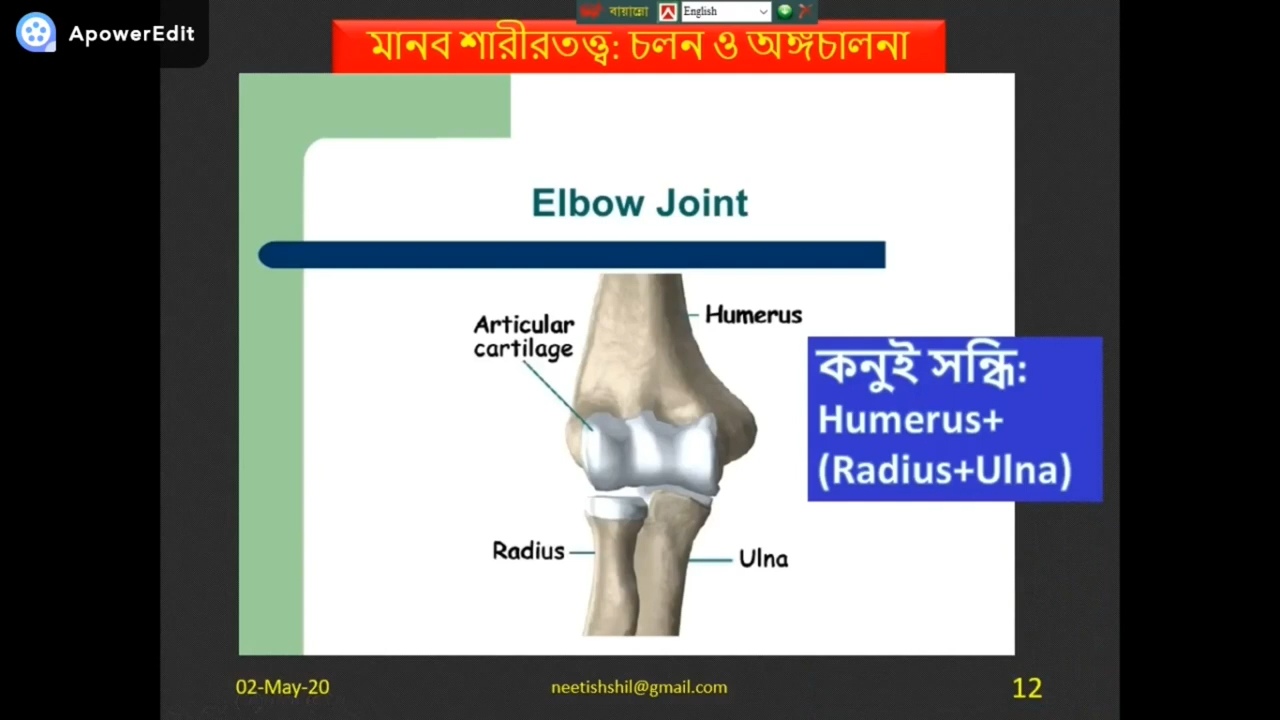 ApowerEdit
বায়ান্নো
English
মানব শারীরতত্ত্ব: চলন ও অঙ্গচালনা
Elbow Joint
Articular
cartilage
Humerus
কনুই সন্ধি:
Humerus+
(Radius+Ulna)
Radius
Ulna
02-May-20
neetishshil@gmail.com
12